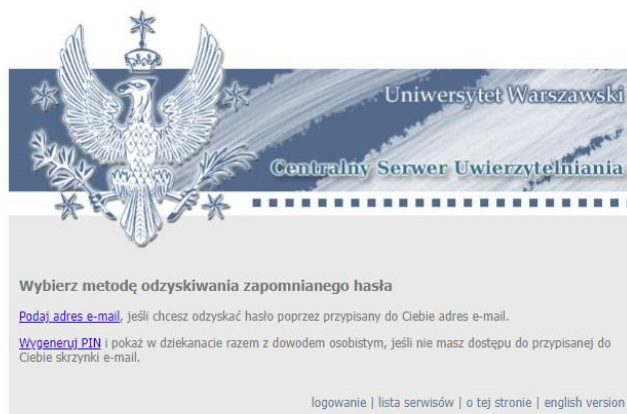 Uniwersytet Warszawski
Centralny Serwer Uwierzytelniania
Wybierz metodę odzyskiwania zapomnianego hasła
Podaj adres e-mail, jeśli chcesz odzyskać hasło poprzez przypisany do Ciebie adres e-mail.
Wygeneruj PIN i pokaż w dziekanacie razem z dowodem osobistym, jeśli nie masz dostępu do przypisanej do
Ciebie skrzynki e-mail.
logowanie | lista serwisów | o tej stronie | english version